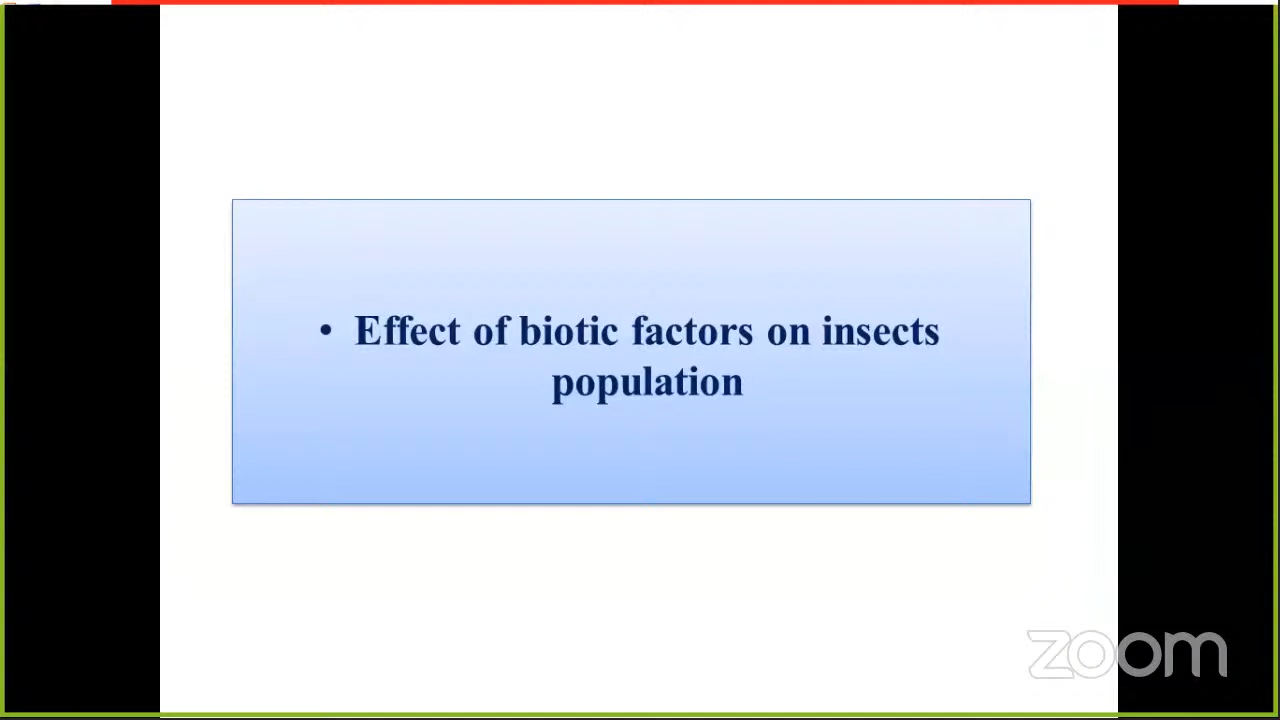 • Effect of biotic factors on insects
population
zoom